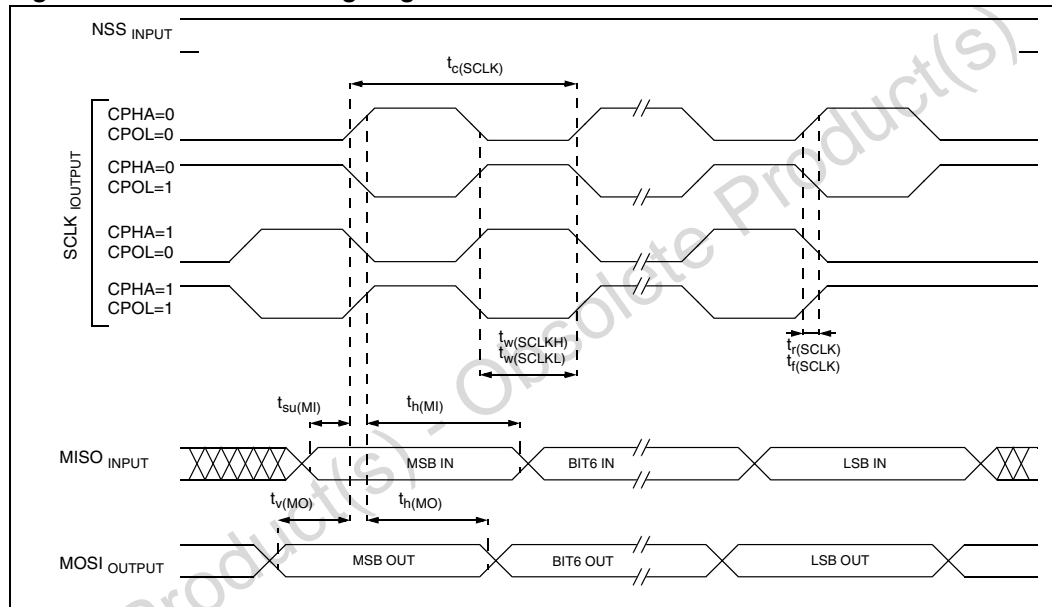 NSS INPUT
tc(SCLK)
SCLK IOUTPUT
CPHA=0
CPOL=0
CPHA=0
CPOL=1
CPHA=1
CPOL=0
CPHA=1
CPOL=1
tw(SCLKH)
tw(SCLKL)
tr(SCLK)
tf(SCLK)
tsu(MI)
th(MI)
MISO INPUT
MSB IN
BIT6 IN
LSB IN
tv(MO)
th(MO)
MOSI OUTPUT
MSB OUT
BIT6 OUT
LSB OUT
Product(s) - Obsolete Product(s)